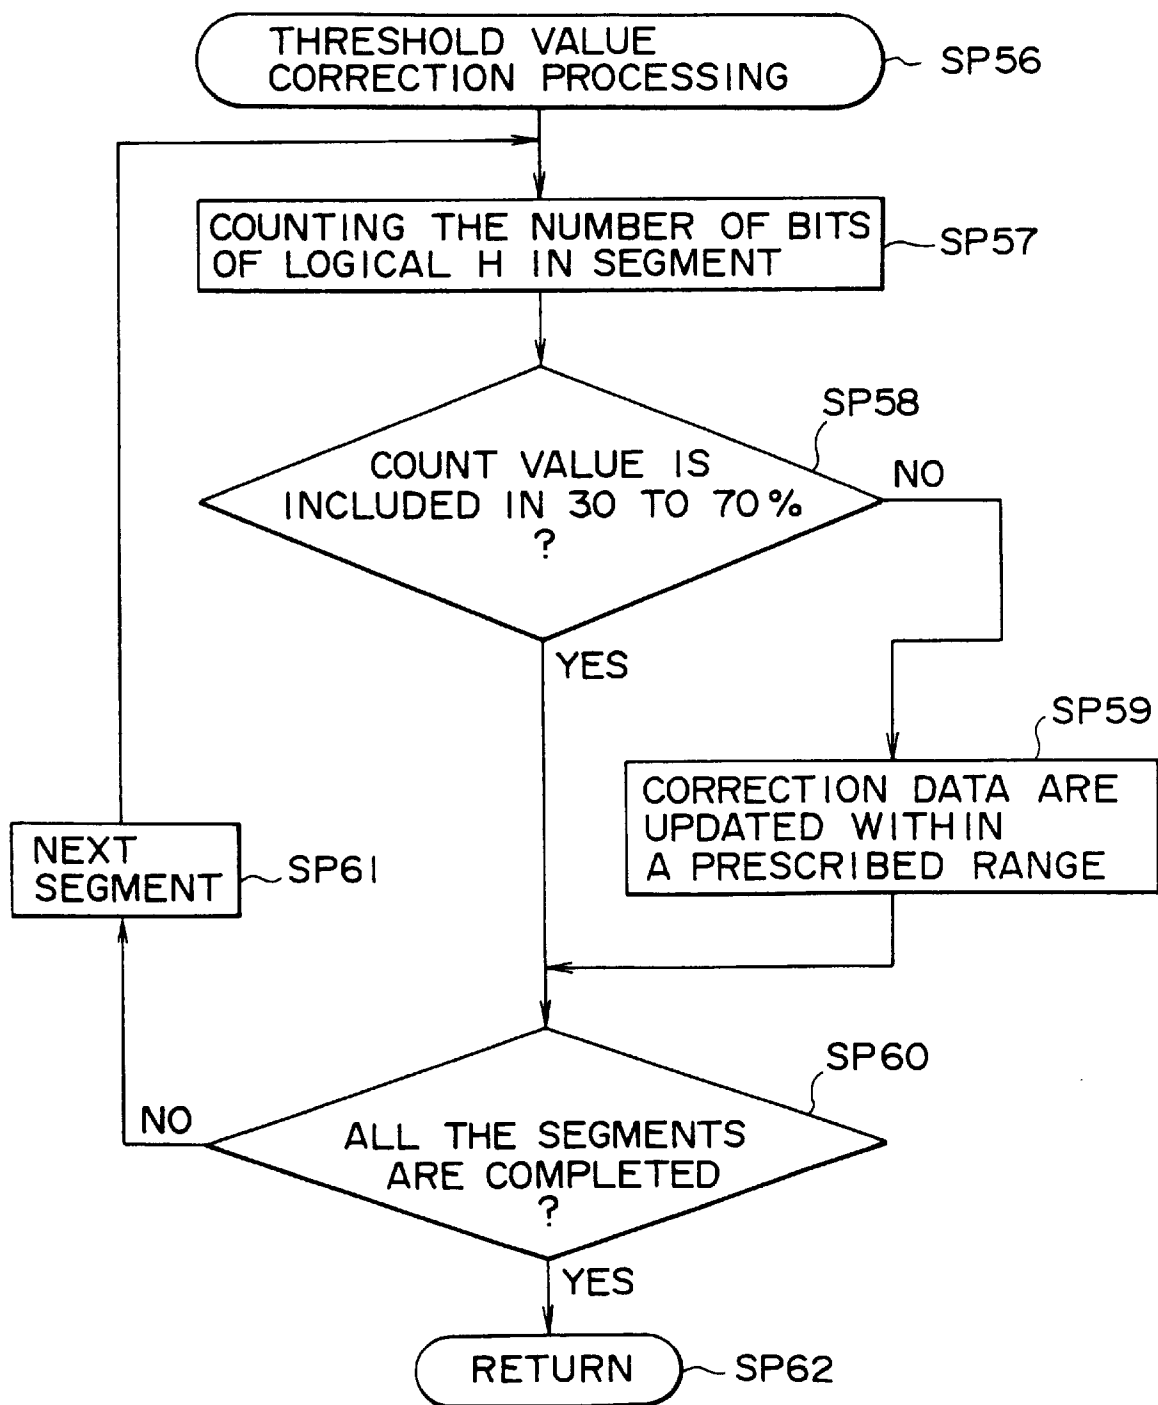 THRESHOLD VALUE
CORRECTION PROCESSING
SP56
COUNTING THE NUMBER OF BITS
OF LOGICAL H IN SEGMENT
SP57
SP58
COUNT VALUE IS
INCLUDED IN 30 TO 70%
?
NO
YES
SP59
CORRECTION DATA ARE
UPDATED WITHIN
A PRESCRIBED RANGE
NEXT
SEGMENT
SP61
SP60
NO
ALL THE SEGMENTS
ARE COMPLETED
?
YES
RETURN
SP62